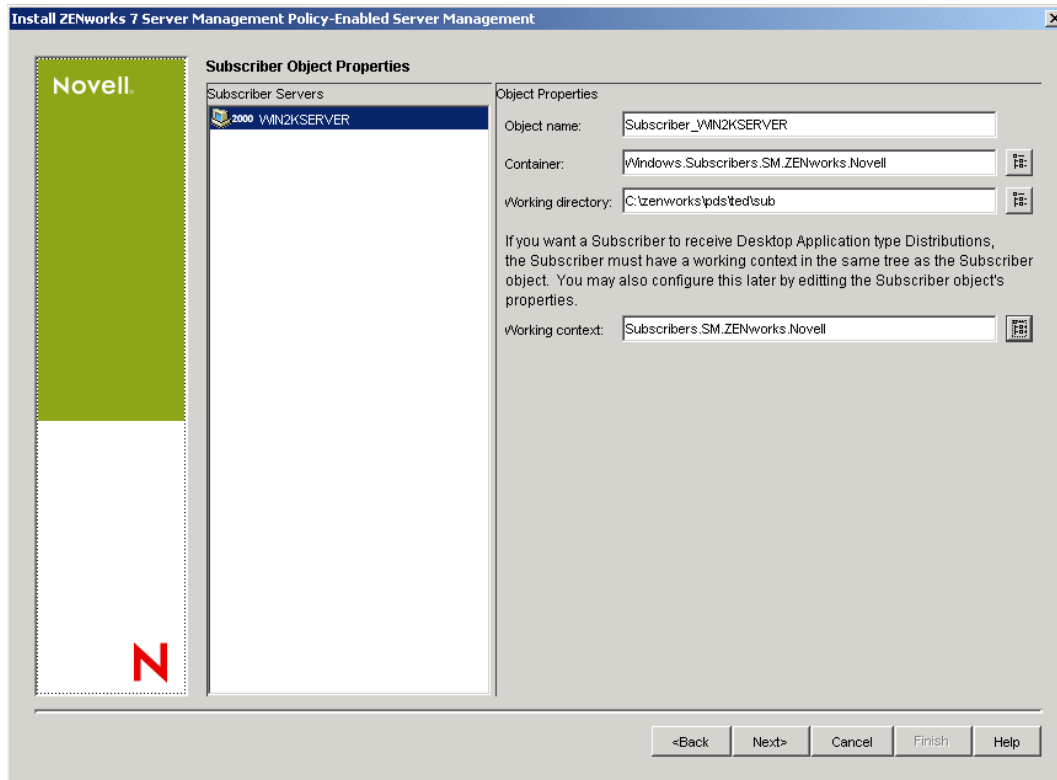 Install ZENworks 7 Server Management Policy-Enabled Server Management
Novell.
Subscriber Object Properties
Subscriber Servers
2000 WIN2KSERVER
Object Properties
Object name: Subscriber_WIN2KSERVER
Container: Windows.Subscribers.SM.ZENworks.Novell
Working directory: C:\zenworks\pds\ted\sub
If you want a Subscriber to receive Desktop Application type Distributions,
the Subscriber must have a working context in the same tree as the Subscriber
object. You may also configure this later by editting the Subscriber object's
properties.
Working context: Subscribers.SM.ZENworks.Novell
N
<Back Next> Cancel Finish Help